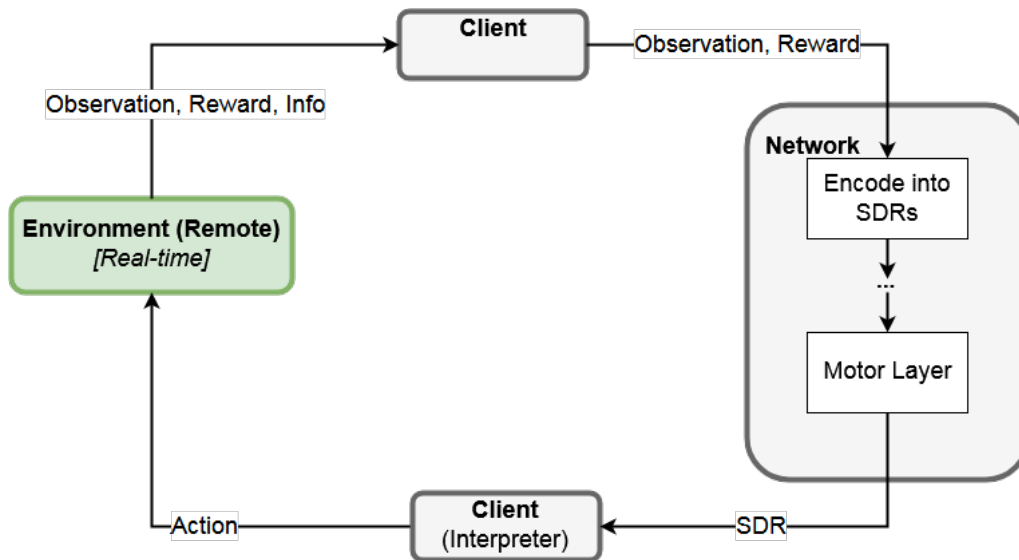 Client
Observation, Reward
Observation, Reward, Info
Network
Encode into
SDRs
Environment (Remote)
[Real-time]
...
Motor Layer
Client
(Interpreter)
Action
SDR